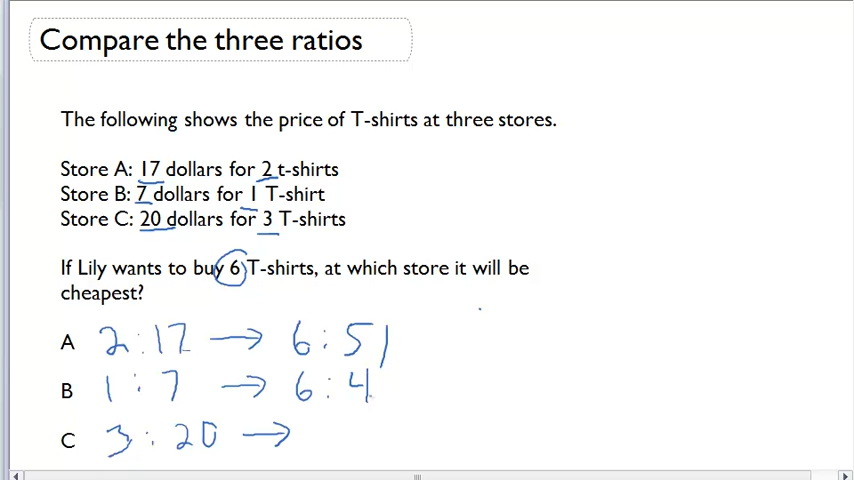 Compare the three ratios
The following shows the price of T-shirts at three stores.
Store A: 17 dollars for 2 t-shirts
Store B: 7 dollars for 1 T-shirt
Store C: 20 dollars for 3 T-shirts
If Lily wants to buy 6 T-shirts, at which store it will be
cheapest?
A 2:17 → 6:51
B 1:7 → 6:4
C 3:20 →